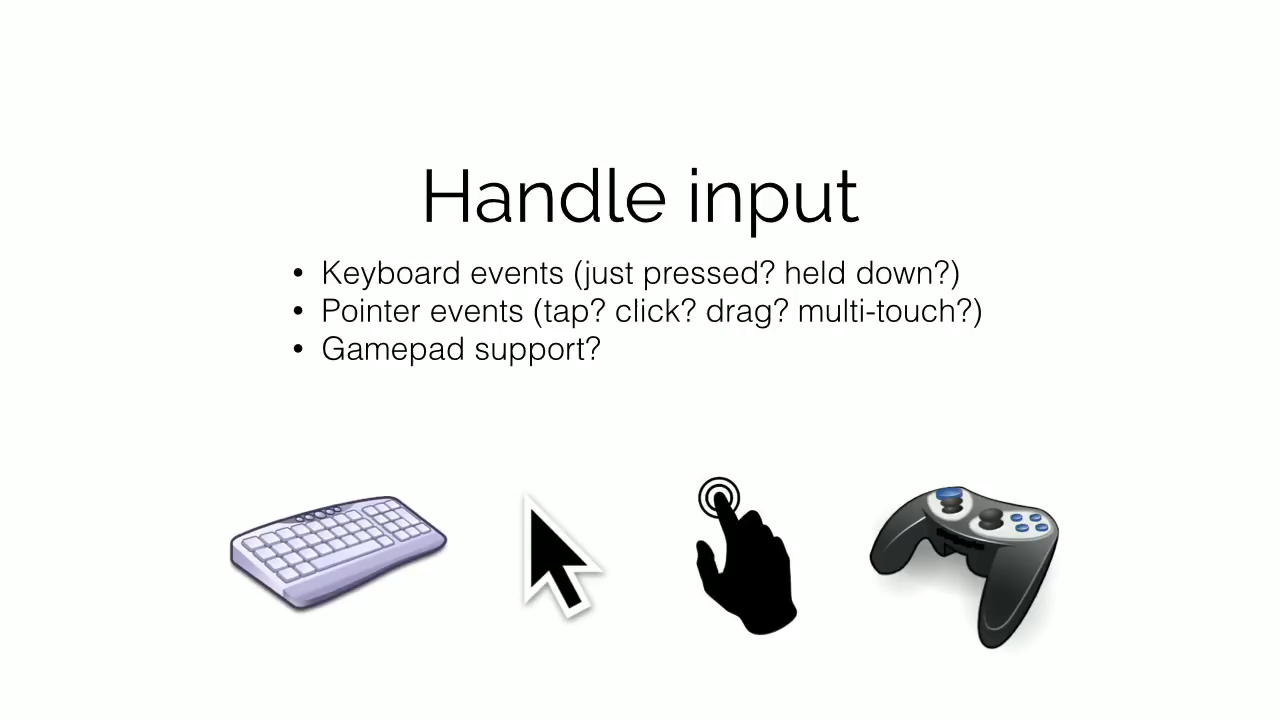 Handle input
• Keyboard events (just pressed? held down?)
• Pointer events (tap? click? drag? multi-touch?)
• Gamepad support?